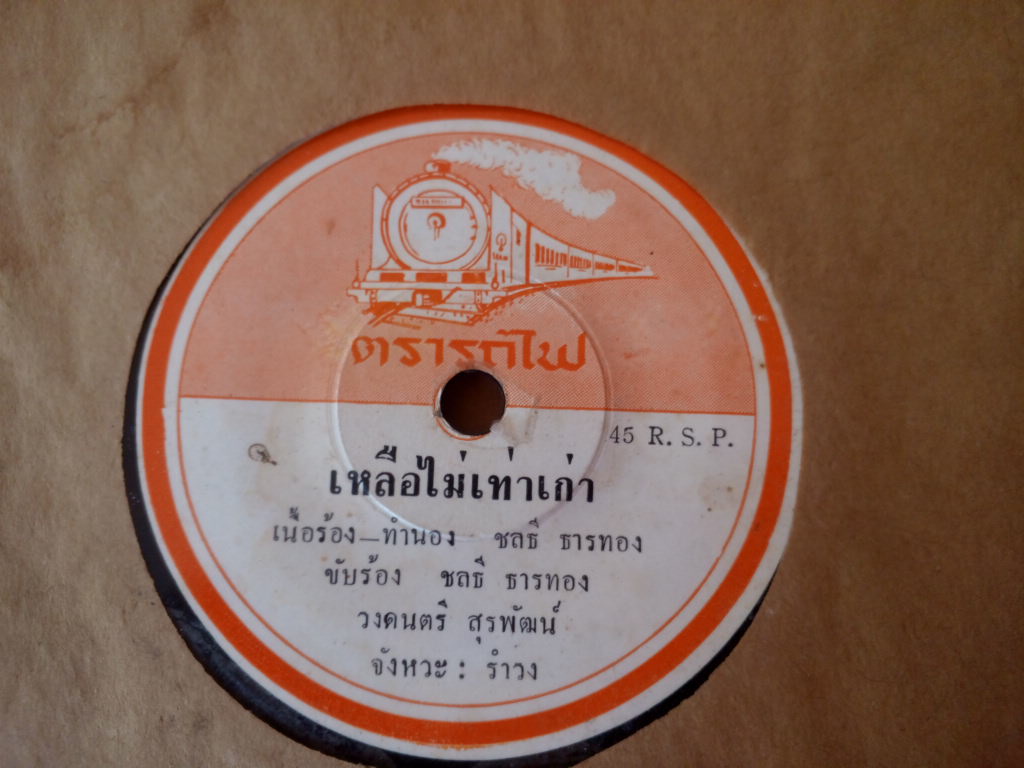 ตรารถไฟ
45 R. S. P.
เหลือไม่เท่าเก่า
เนื้อร้อง—ทำนอง ชลธี ธารทอง
ขับร้อง ชลธี ธารทอง
วงดนตรี สุรพัฒน์
จังหวะ : รำวง